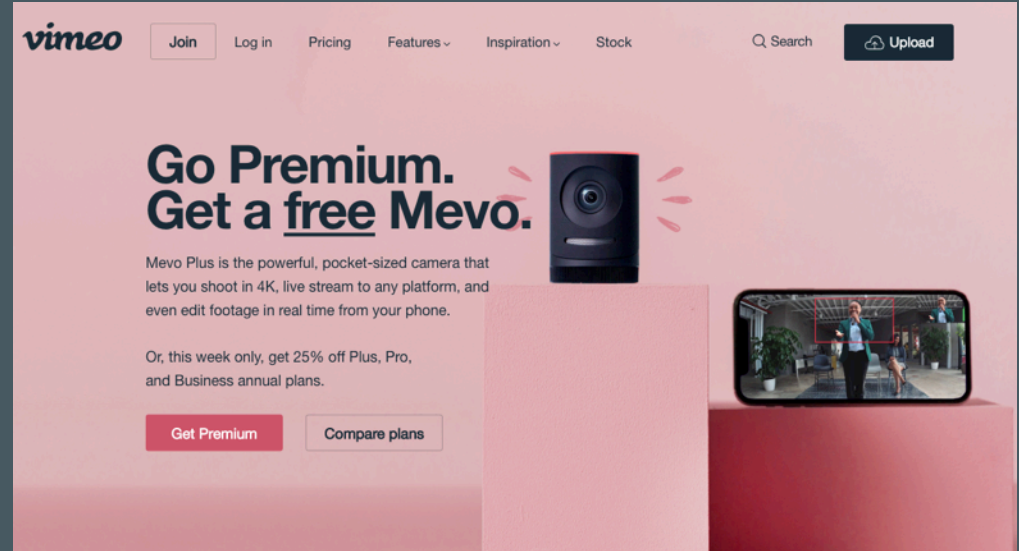 vimeo
Join
Log in
Pricing
Features
Inspiration
Stock
Search
Upload
Go Premium.
Get a free Mevo.
Mevo Plus is the powerful, pocket-sized camera that
lets you shoot in 4K, live stream to any platform, and
even edit footage in real time from your phone.
Or, this week only, get 25% off Plus, Pro,
and Business annual plans.
Get Premium
Compare plans